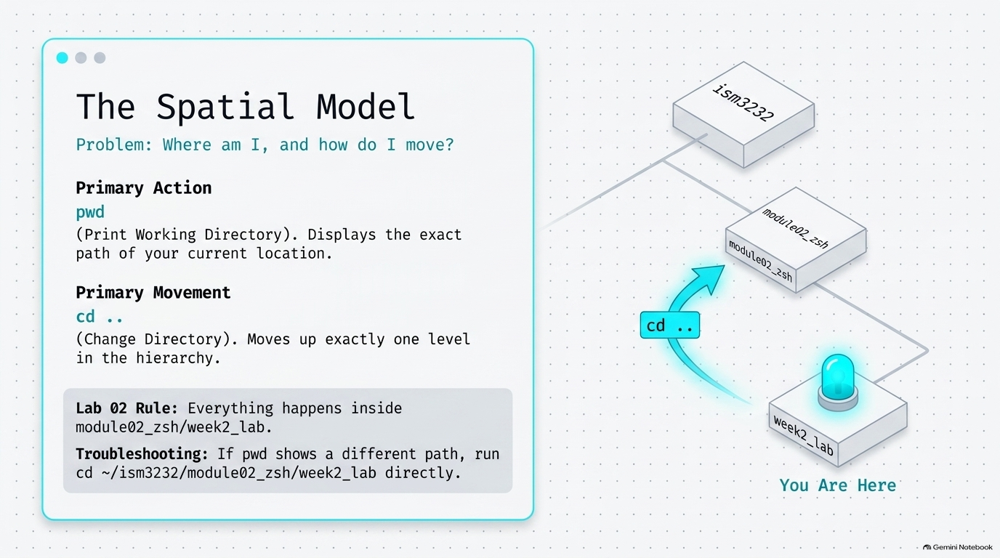 The Spatial Model
Problem: Where am I, and how do I move?
Primary Action
pwd
(Print Working Directory). Displays the exact
path of your current location.
Primary Movement
cd ..
(Change Directory). Moves up exactly one level
in the hierarchy.
Lab 02 Rule: Everything happens inside
module02_zsh/week2_lab.
Troubleshooting: If pwd shows a different path, run
cd ~/ism3232/module02_zsh/week2_lab directly.
ism3232
module02_zsh
module02_zsh
cd ..
week2_lab
You Are Here
Gemini Notebook